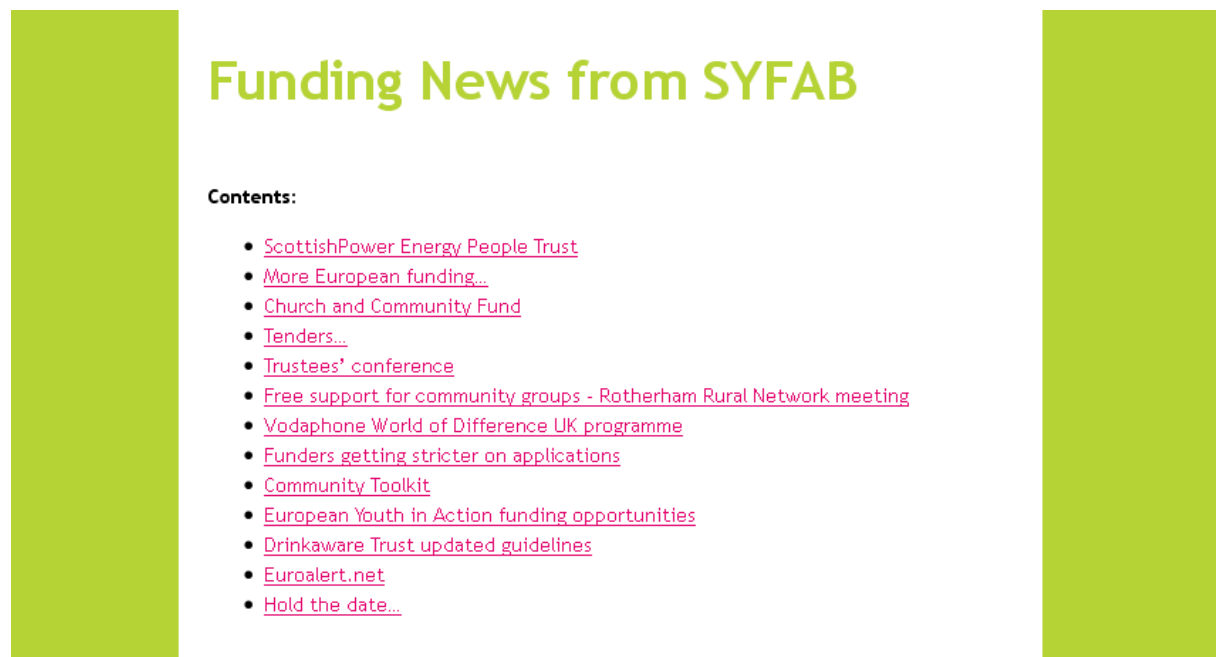 Funding News from SYFAB
Contents:
ScottishPower Energy People Trust
More European funding...
Church and Community Fund
Tenders...
Trustees’ conference
Free support for community groups - Rotherham Rural Network meeting
Vodaphone World of Difference UK programme
Funders getting stricter on applications
Community Toolkit
European Youth in Action funding opportunities
Drinkaware Trust updated guidelines
Euroalert.net
Hold the date...